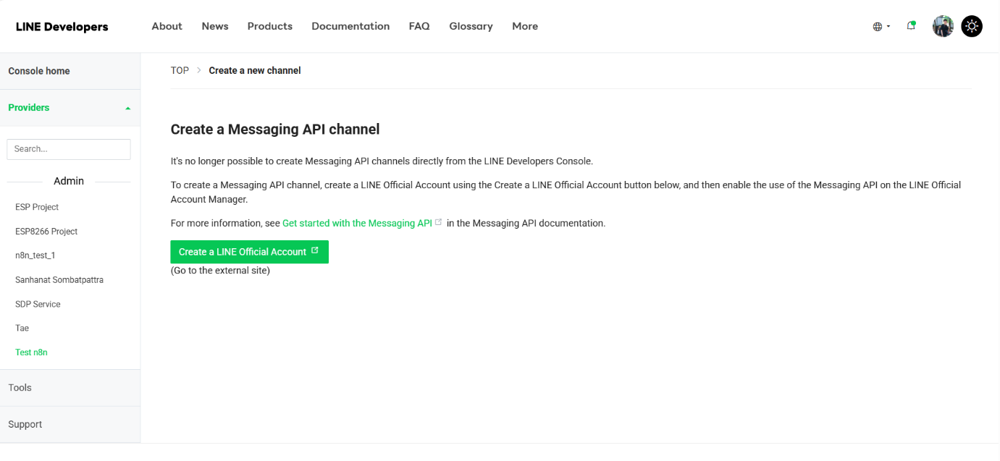 LINE Developers
About News Products Documentation FAQ Glossary More
Console home
Providers
Search...
Admin
ESP Project
ESP8266 Project
n8n_test_1
Sanhanat Sombatpattra
SDP Service
Tae
Test n8n
Tools
Support
TOP > Create a new channel
Create a Messaging API channel
It's no longer possible to create Messaging API channels directly from the LINE Developers Console.
To create a Messaging API channel, create a LINE Official Account using the Create a LINE Official Account button below, and then enable the use of the Messaging API on the LINE Official
Account Manager.
For more information, see Get started with the Messaging API in the Messaging API documentation.
Create a LINE Official Account
(Go to the external site)